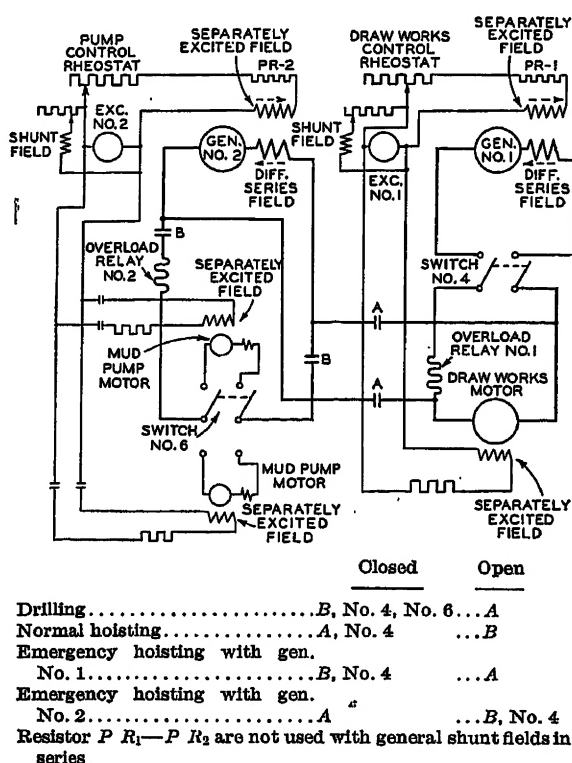 PUMP
CONTROL
RHEOSTAT
SEPARATELY
EXCITED
FIELD
PR-2
DRAW WORKS
CONTROL
RHEOSTAT
SEPARATELY
EXCITED
FIELD
PR-1
EXC.
NO. 2
SHUNT
FIELD
GEN.
NO. 2
DIFF.
SERIES
FIELD
SHUNT
FIELD
EXC.
NO. 1
GEN.
NO. 1
DIFF.
SERIES
FIELD
B
OVERLOAD
RELAY
NO. 2
SEPARATELY
EXCITED
FIELD
SWITCH
NO. 4
A
MUD
PUMP
MOTOR
B
OVERLOAD
RELAY NO. 1
A
DRAW WORKS
MOTOR
SWITCH
NO. 6
MUD PUMP
MOTOR
SEPARATELY
EXCITED
FIELD
SEPARATELY
EXCITED
FIELD
Closed Open
Drilling.......................B, No. 4, No. 6...A
Normal hoisting................A, No. 4 ...B
Emergency hoisting with gen.
No. 1.........................B, No. 4 ...A
Emergency hoisting with gen.
No. 2.........................A ...B, No. 4
Resistor P R₁—P R₂ are not used with general shunt fields in
series